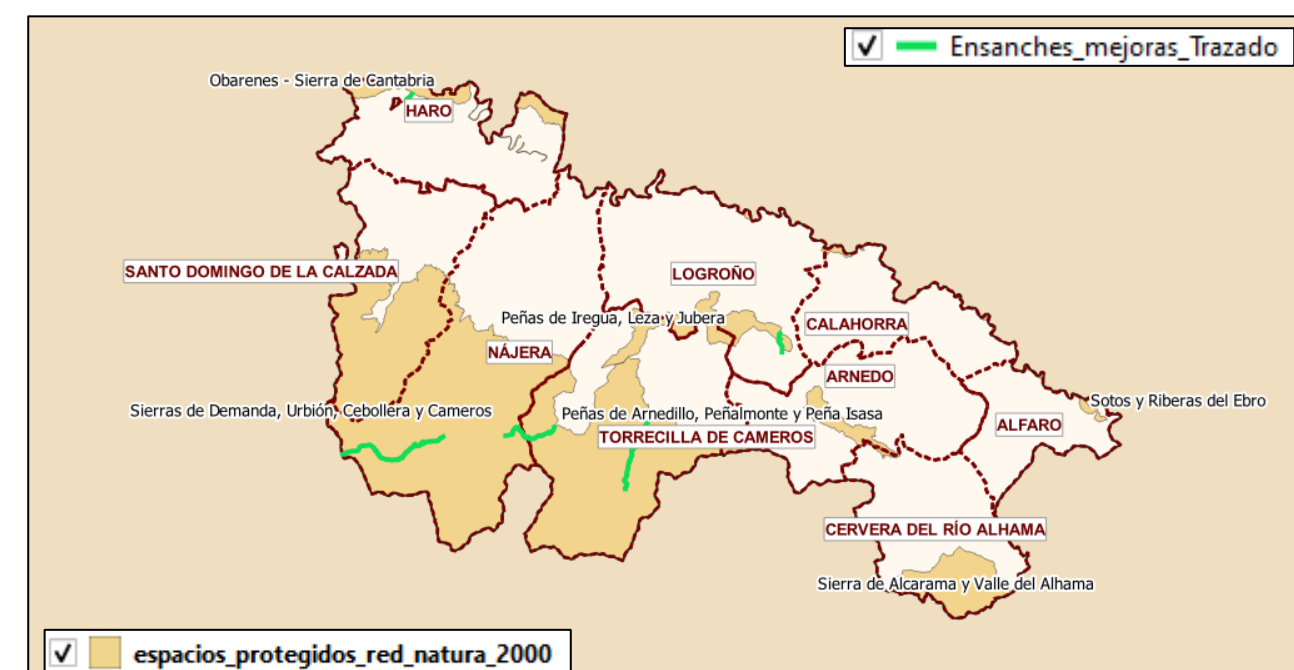 Ensanches_mejoras_Trazado
Obarenes - Sierra de Cantabria
HARO
SANTO DOMINGO DE LA CALZADA
LOGROÑO
Peñas de Iregua, Leza y Jubera
CALAHORRA
NÁJERA
ARNEDO
Sotos y Riberas del Ebro
Sierras de Demanda, Urbión, Cebollera y Cameros
Peñas de Arnedillo, Peñalmonte y Peña Isasa
ALFARO
TORRECILLA DE CAMEROS
CERVERA DEL RÍO ALHAMA
Sierra de Alcarama y Valle del Alhama
espacios_protegidos_red_natura_2000